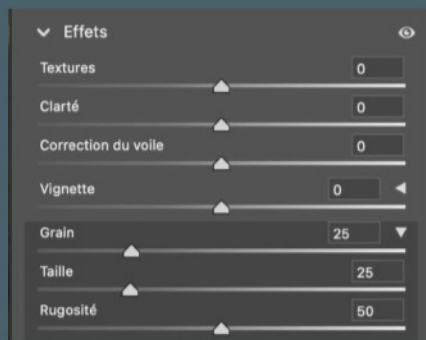 Effets
Textures 0
Clarté 0
Correction du voile 0
Vignette 0
Grain 25
Taille 25
Rugosité 50